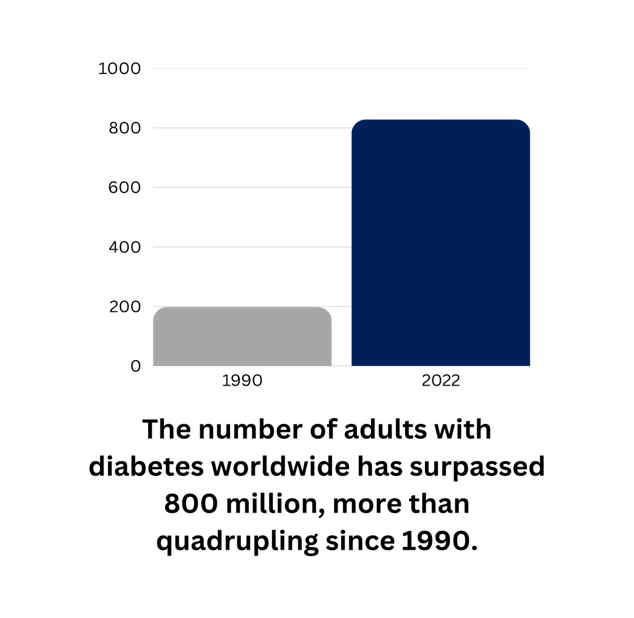 1000
800
600
400
200
0
1990 2022
The number of adults with
diabetes worldwide has surpassed
800 million, more than
quadrupling since 1990.